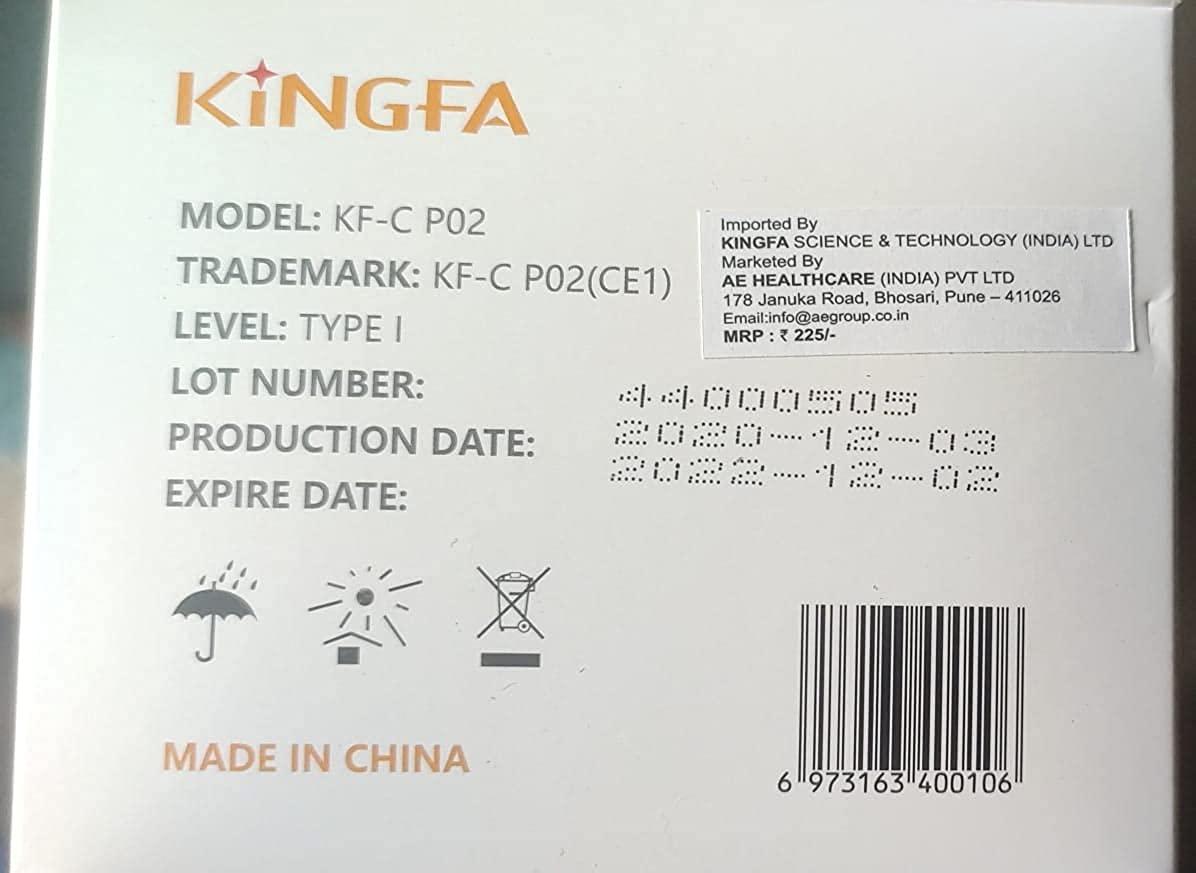 KiNGFA
MODEL: KF-C P02
TRADEMARK: KF-C P02(CE1)
LEVEL: TYPE I
LOT NUMBER: 44000505
PRODUCTION DATE: 2020-12-03
EXPIRE DATE: 2022-12-02
Imported By
KINGFA SCIENCE & TECHNOLOGY (INDIA) LTD
Marketed By
AE HEALTHCARE (INDIA) PVT LTD
178 Januka Road, Bhosari, Pune – 411026
Email:info@aegroup.co.in
MRP : ₹ 225/-
MADE IN CHINA
6 973163 400106